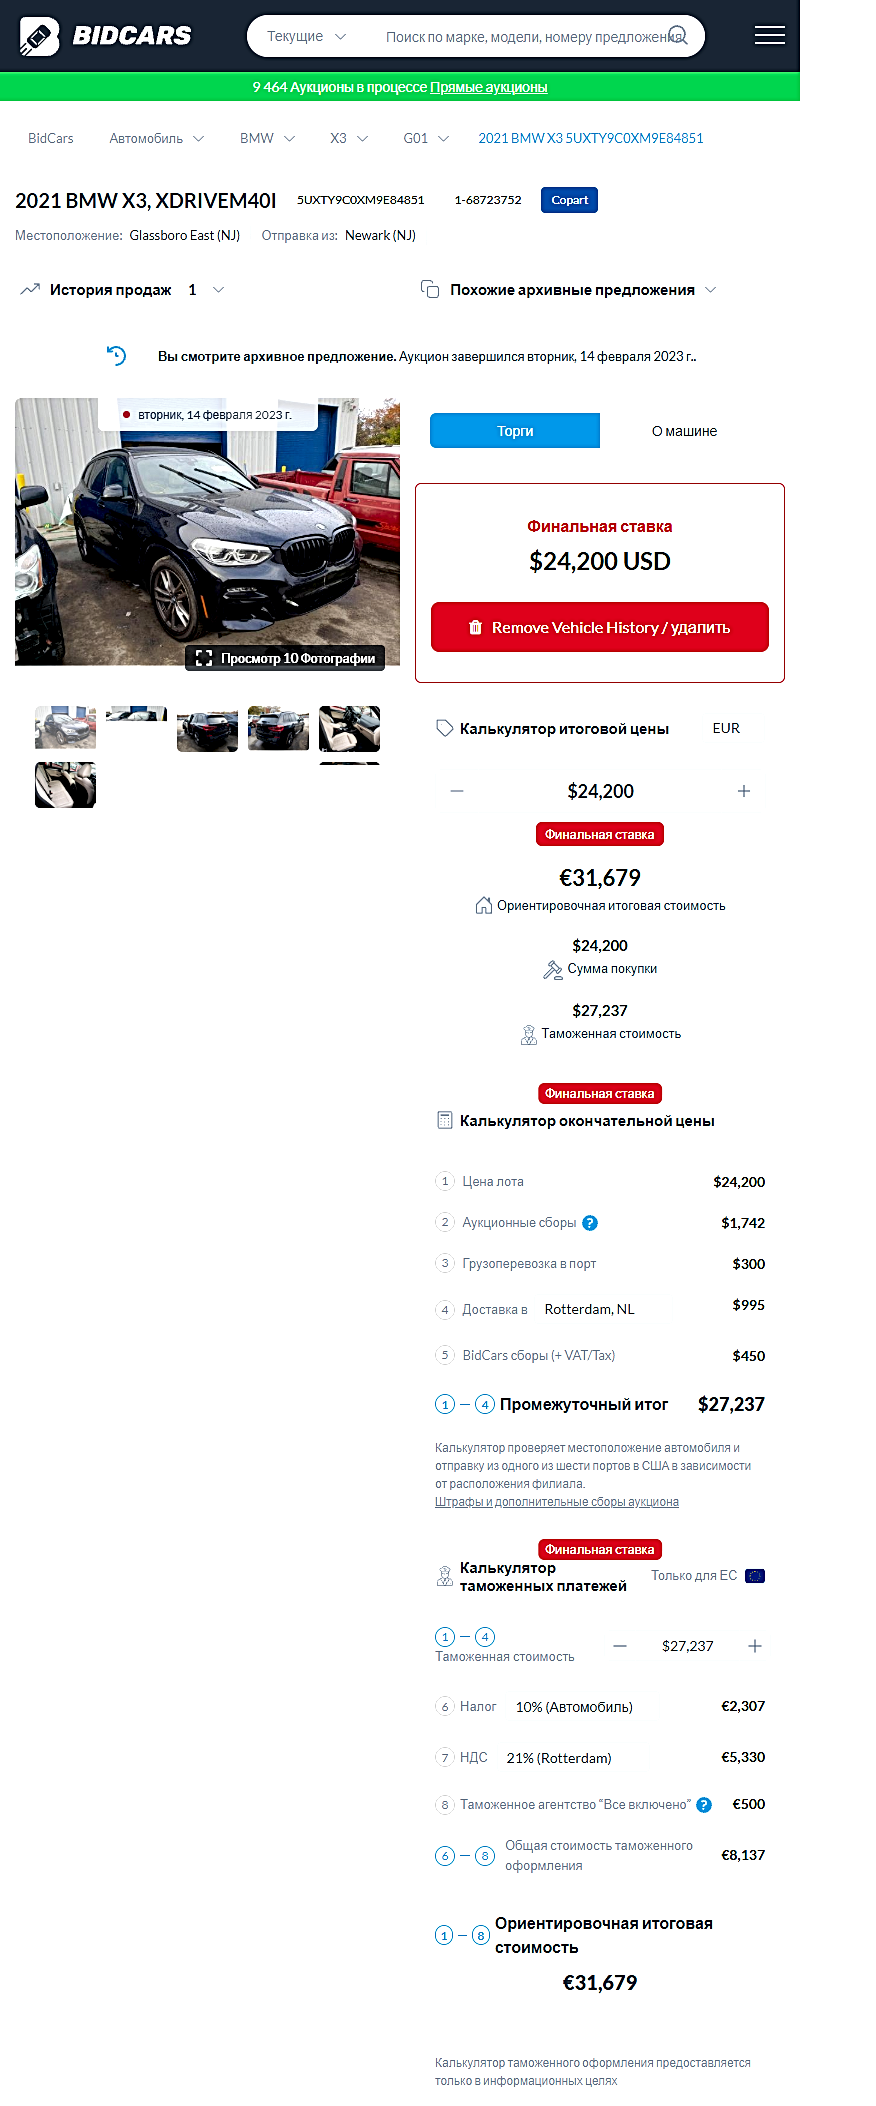 BIDCARS
Текущие
Поиск по марке, модели, номеру предложения
9 464 Аукционы в процессе Прямые аукционы
BidCars Автомобиль BMW X3 G01 2021 BMW X3 5UXTY9C0XM9E84851
2021 BMW X3, XDRIVEM40I 5UXTY9C0XM9E84851 1-68723752 Copart
Местоположение: Glassboro East (NJ) Отправка из: Newark (NJ)
История продаж 1
Похожие архивные предложения
Вы смотрите архивное предложение. Аукцион завершился вторник, 14 февраля 2023 г..
вторник, 14 февраля 2023 г.
Просмотр 10 Фотографии
Торги О машине
Финальная ставка
$24,200 USD
Remove Vehicle History / удалить
Калькулятор итоговой цены EUR
− $24,200 +
Финальная ставка
€31,679
Ориентировочная итоговая стоимость
$24,200
Сумма покупки
$27,237
Таможенная стоимость
Финальная ставка
Калькулятор окончательной цены
1 Цена лота $24,200
2 Аукционные сборы ? $1,742
3 Грузоперевозка в порт $300
4 Доставка в Rotterdam, NL $995
5 BidCars сборы (+ VAT/Tax) $450
1 − 4 Промежуточный итог $27,237
Калькулятор проверяет местоположение автомобиля и
отправку из одного из шести портов в США в зависимости
от расположения филиала.
Штрафы и дополнительные сборы аукциона
Финальная ставка
Калькулятор
таможенных платежей
Только для ЕС
1 − 4
Таможенная стоимость
− $27,237 +
6 Налог 10% (Автомобиль) €2,307
7 НДС 21% (Rotterdam) €5,330
8 Таможенное агентство “Все включено” ? €500
6 − 8 Общая стоимость таможенного
оформления
€8,137
1 − 8 Ориентировочная итоговая
стоимость
€31,679
Калькулятор таможенного оформления предоставляется
только в информационных целях